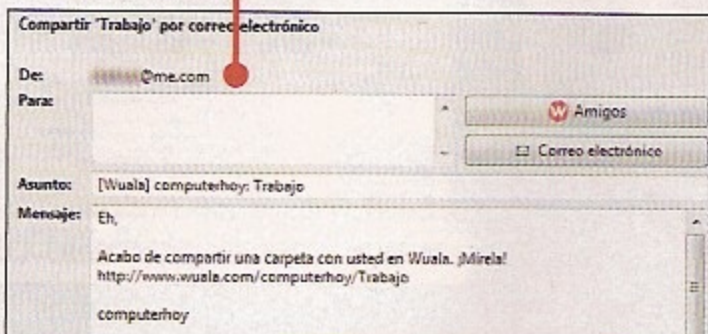 Compartir 'Trabajo' por correo electrónico
De: @me.com
Para:
Amigos
Correo electrónico
Asunto: [Wuala] computerhoy: Trabajo
Mensaje: Eh,
Acabo de compartir una carpeta con usted en Wuala. ¡Mírela!
http://www.wuala.com/computerhoy/Trabajo
computerhoy